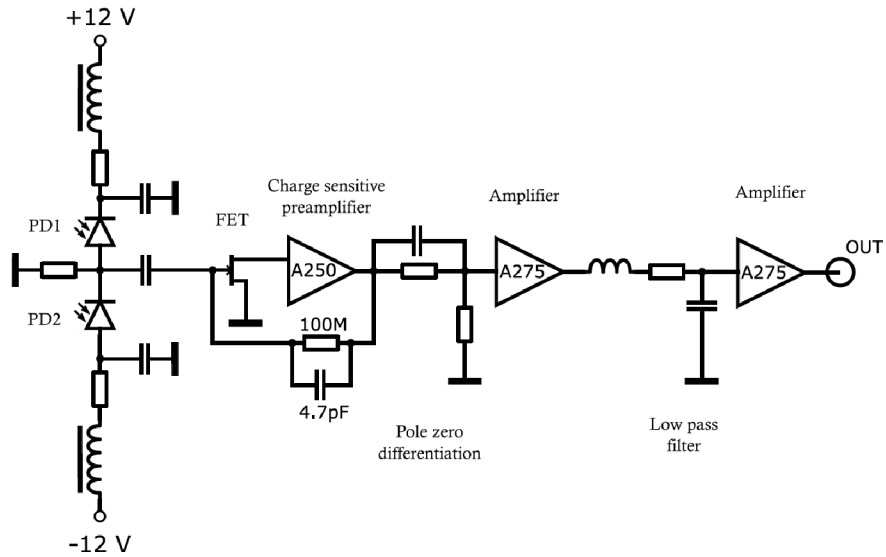 +12 V
PD1
PD2
-12 V
FET
Charge sensitive
preamplifier
A250
100M
4.7pF
Pole zero
differentiation
Amplifier
A275
Low pass
filter
Amplifier
A275
OUT